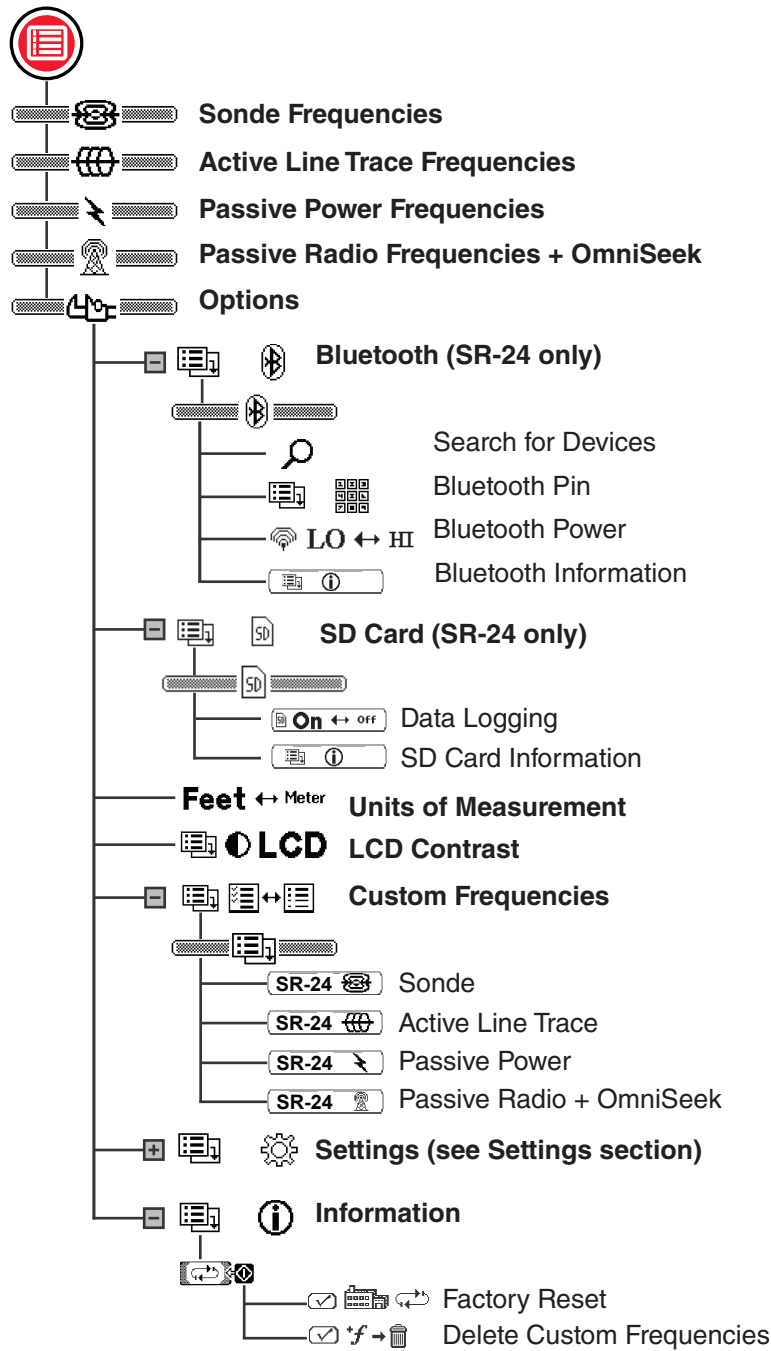 Sonde Frequencies
Active Line Trace Frequencies
Passive Power Frequencies
Passive Radio Frequencies + OmniSeek
Options
Bluetooth (SR-24 only)
Search for Devices
Bluetooth Pin
LO ↔ HI Bluetooth Power
Bluetooth Information
SD SD Card (SR-24 only)
SD
SD On ↔ Off Data Logging
SD Card Information
Feet ↔ Meter Units of Measurement
LCD LCD Contrast
Custom Frequencies
SR-24 Sonde
SR-24 Active Line Trace
SR-24 Passive Power
SR-24 Passive Radio + OmniSeek
Settings (see Settings section)
Information
Factory Reset
+f → Delete Custom Frequencies